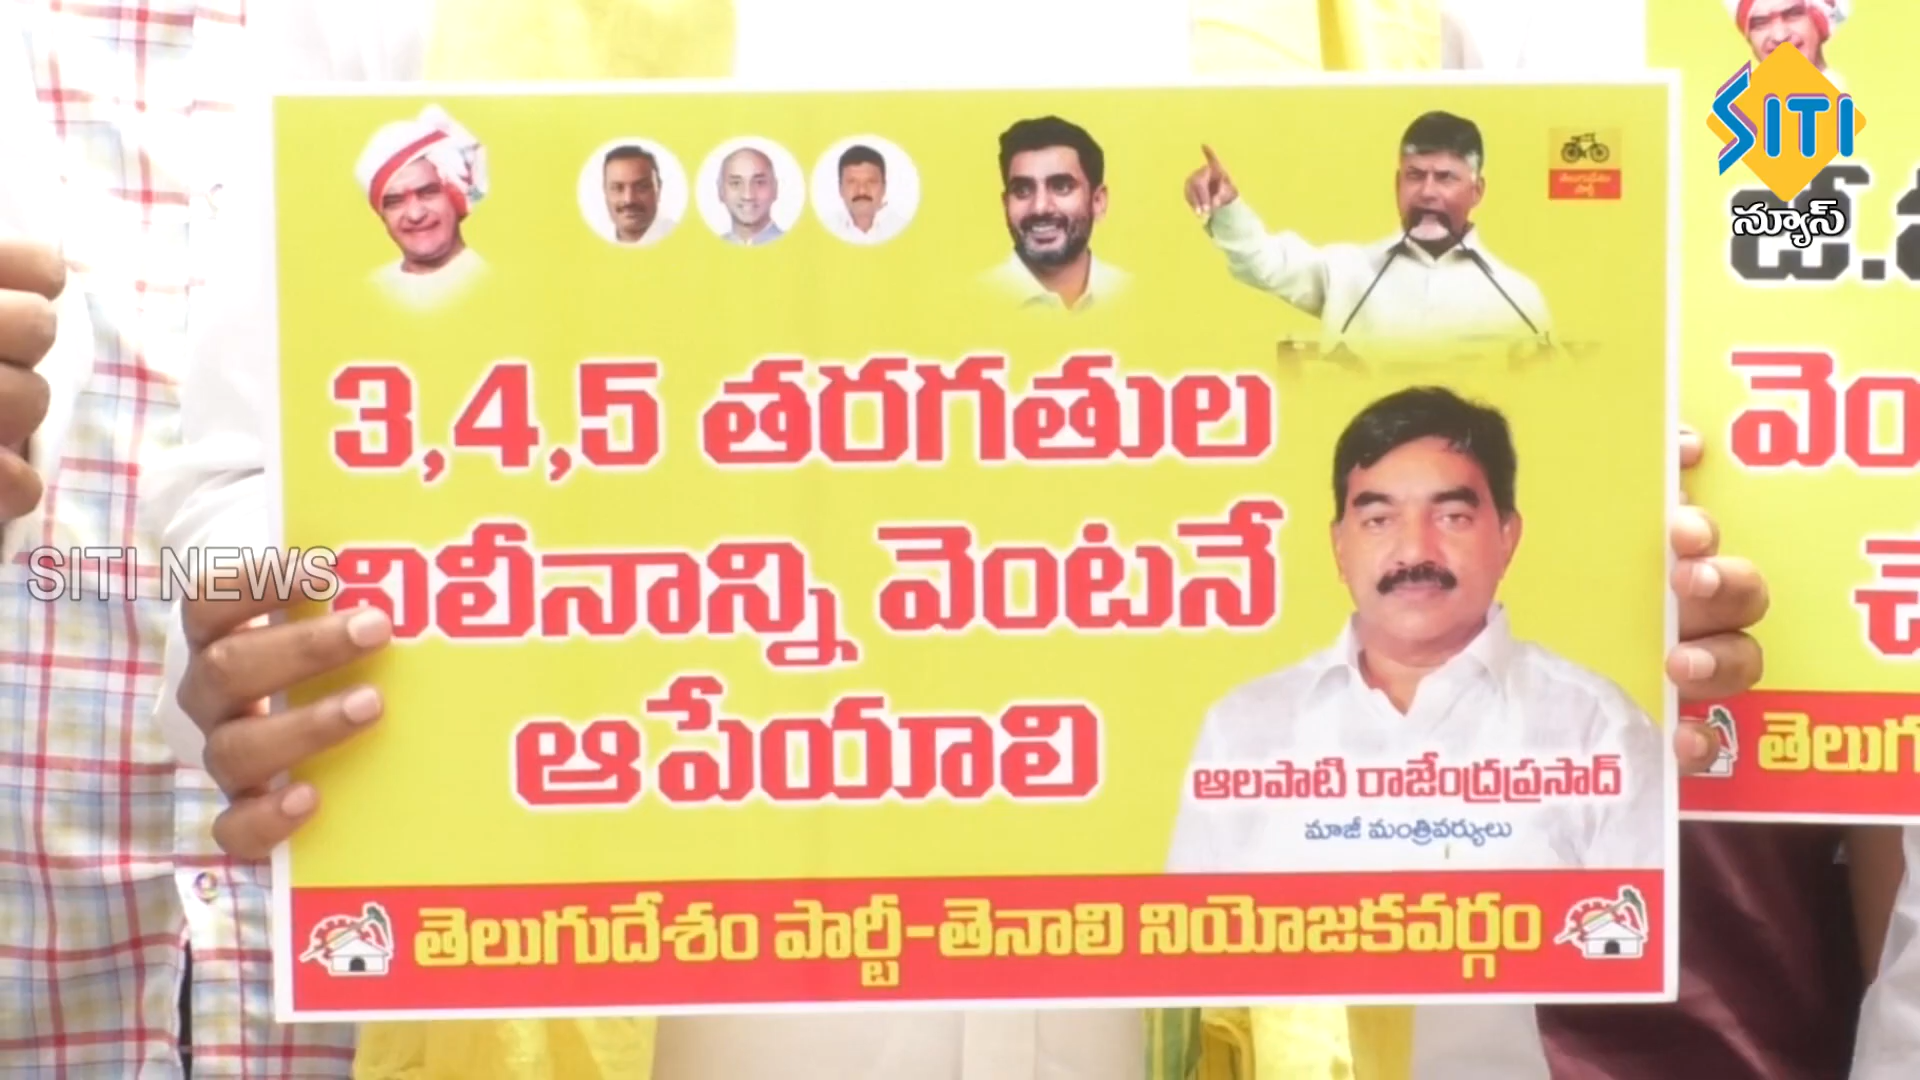 SITI
న్యూస్
3,4,5 తరగతుల
విలీనాన్ని వెంటనే
ఆపేయాలి
ఆలపాటి రాజేంద్రప్రసాద్
మాజీ మంత్రివర్యులు
తెలుగుదేశం పార్టీ-తెనాలి నియోజకవర్గం
SITI NEWS
జీ.
వెం
చే
తెలుగ